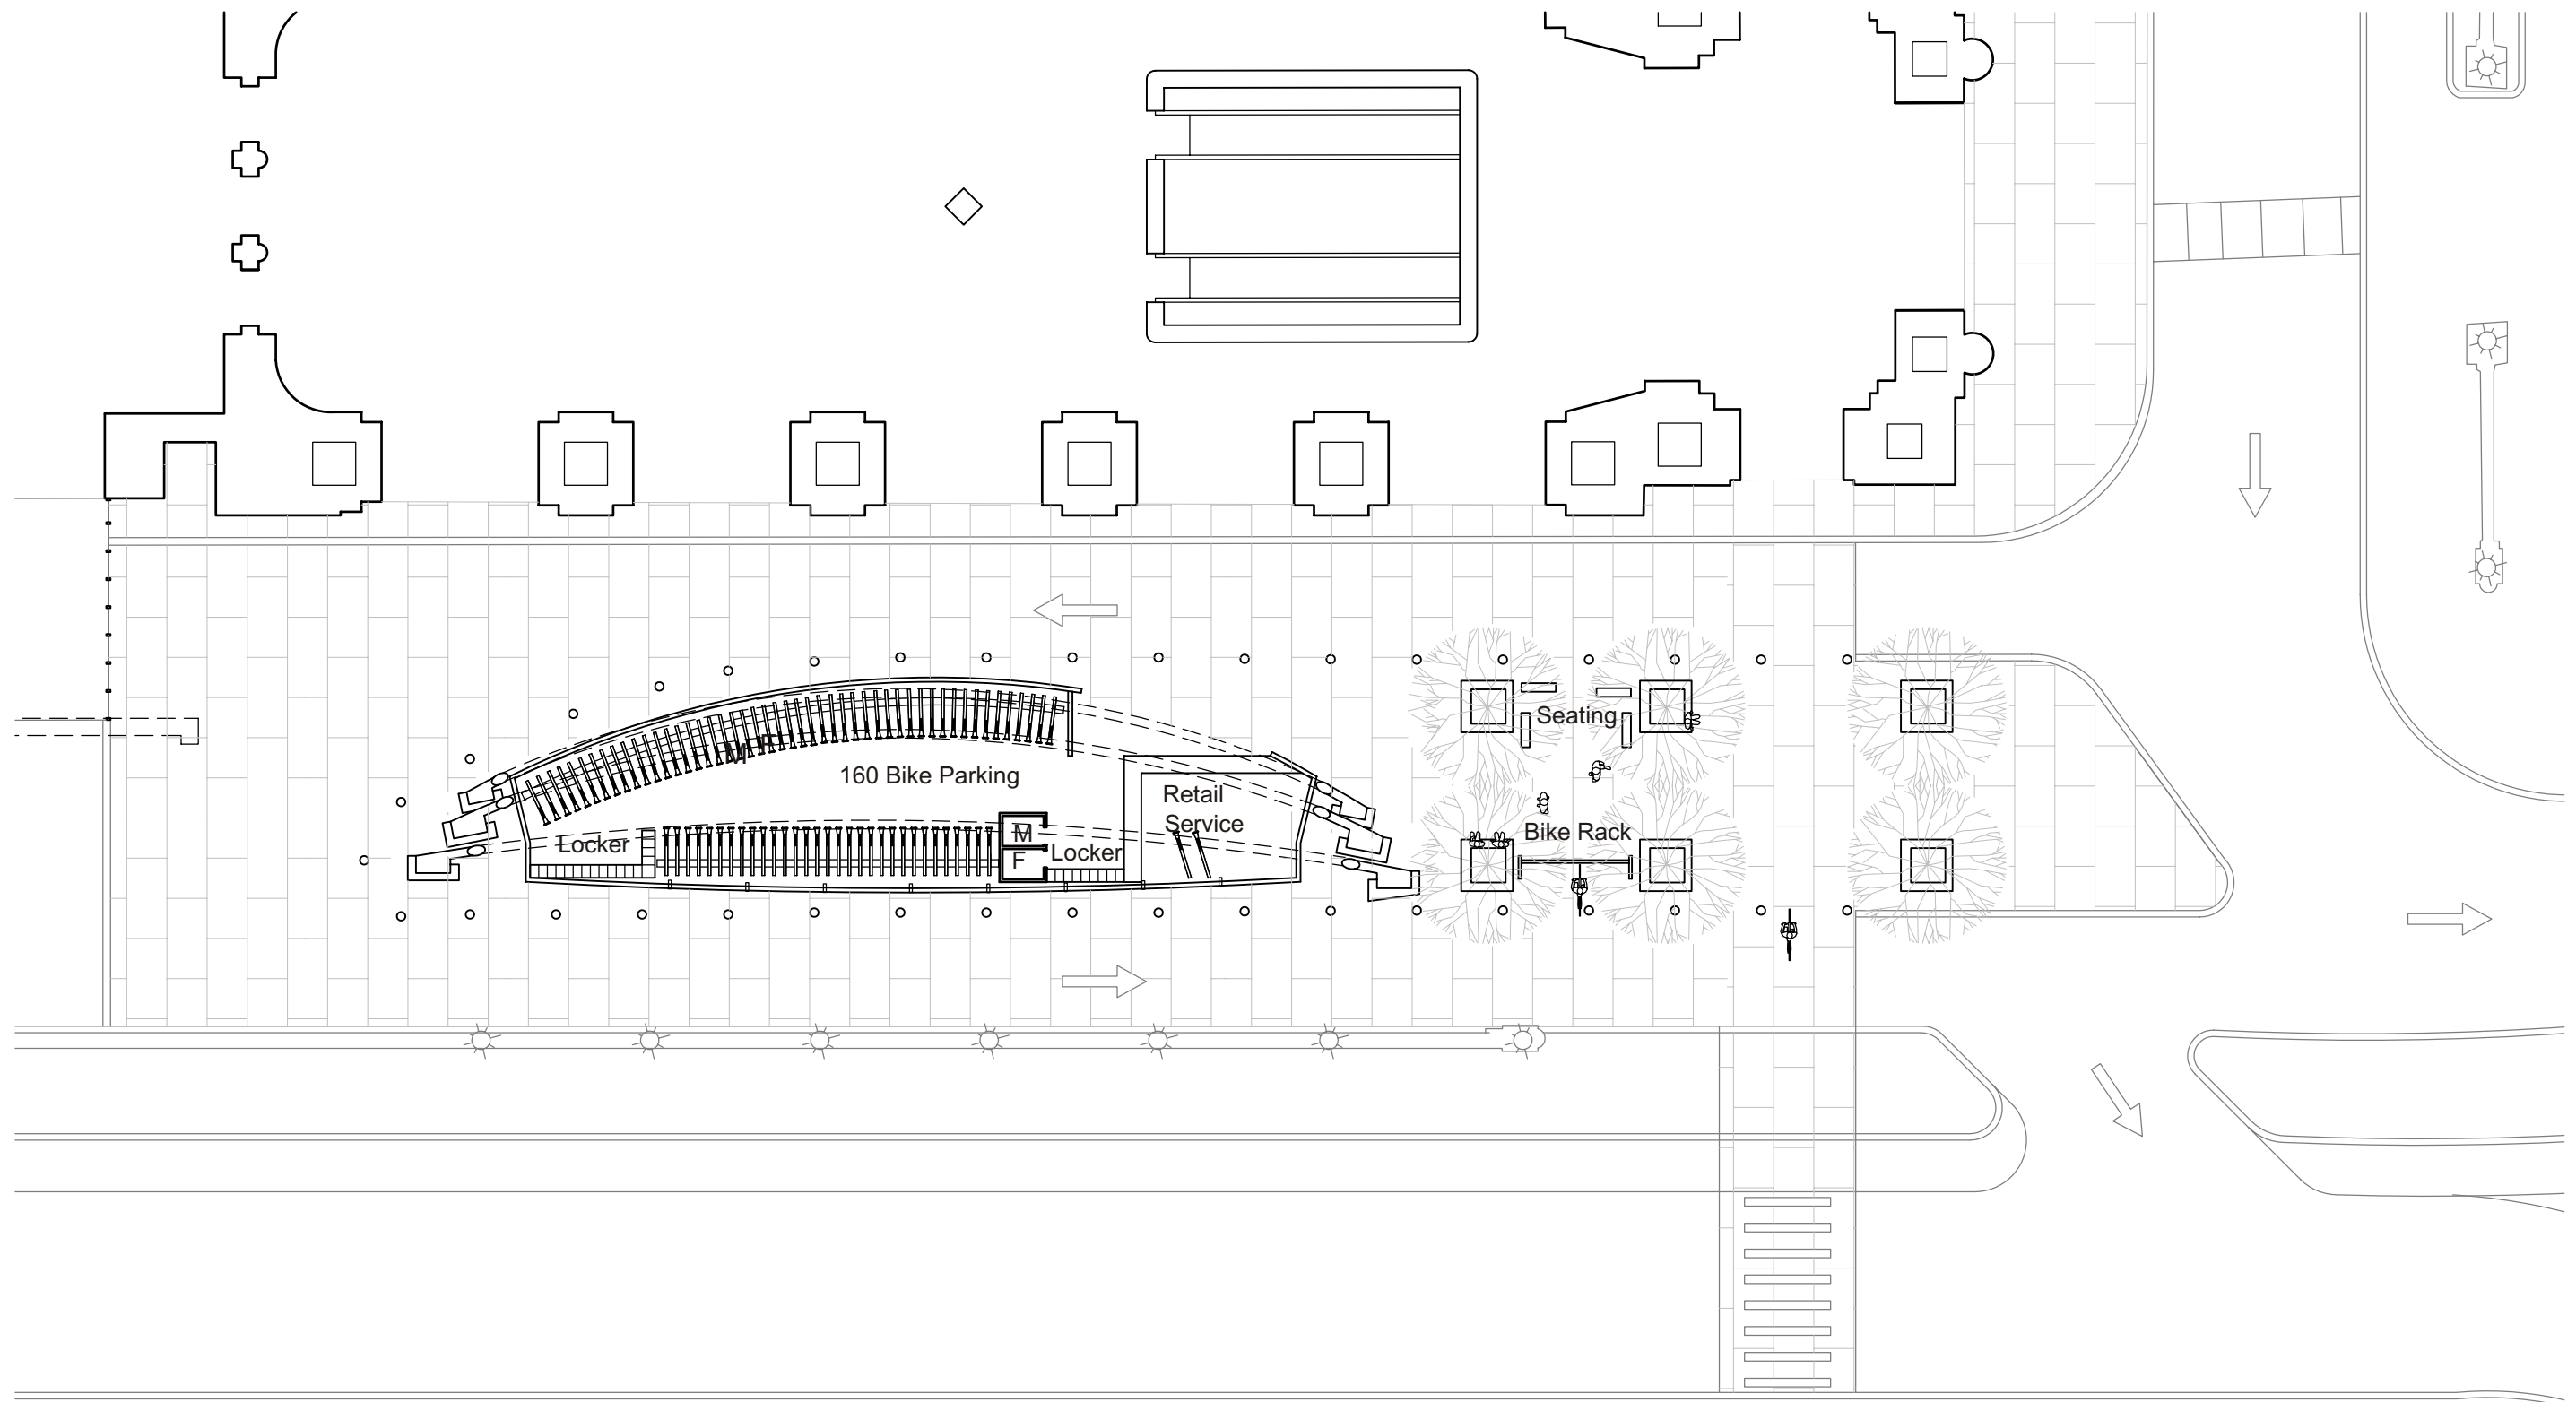 Seating
M
160 Bike Parking
Retail
Service
Locker
M
F
Locker
Bike Rack